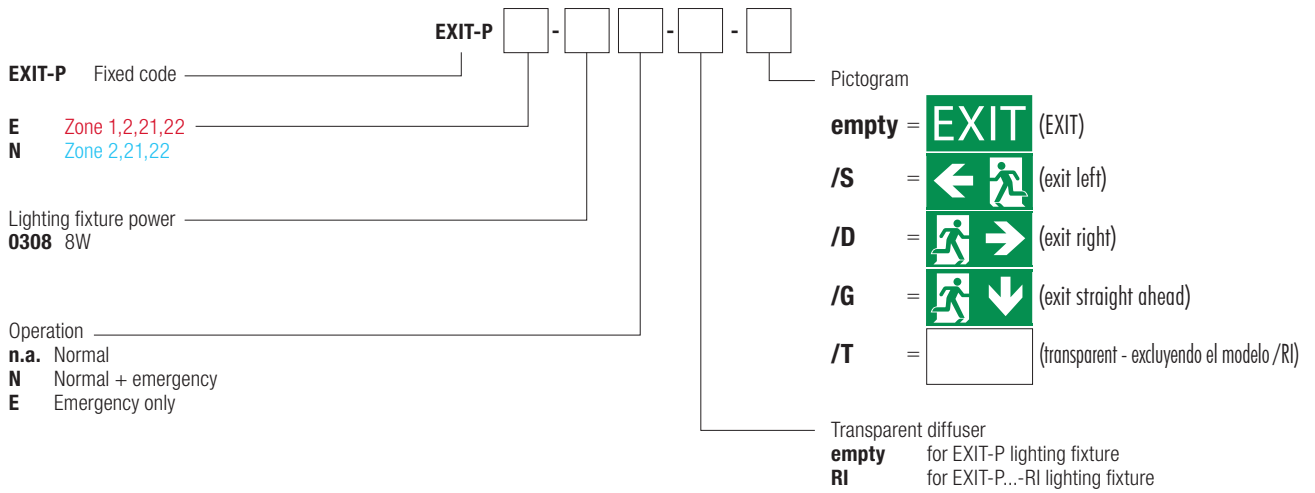 EXIT-P - - -
EXIT-P Fixed code
E Zone 1,2,21,22
N Zone 2,21,22
Lighting fixture power
0308 8W
Operation
n.a. Normal
N Normal + emergency
E Emergency only
Pictogram
empty = EXIT (EXIT)
/S = (exit left)
/D = (exit right)
/G = (exit straight ahead)
/T = (transparent - excluyendo el modelo /RI)
Transparent diffuser
empty for EXIT-P lighting fixture
RI for EXIT-P...-RI lighting fixture